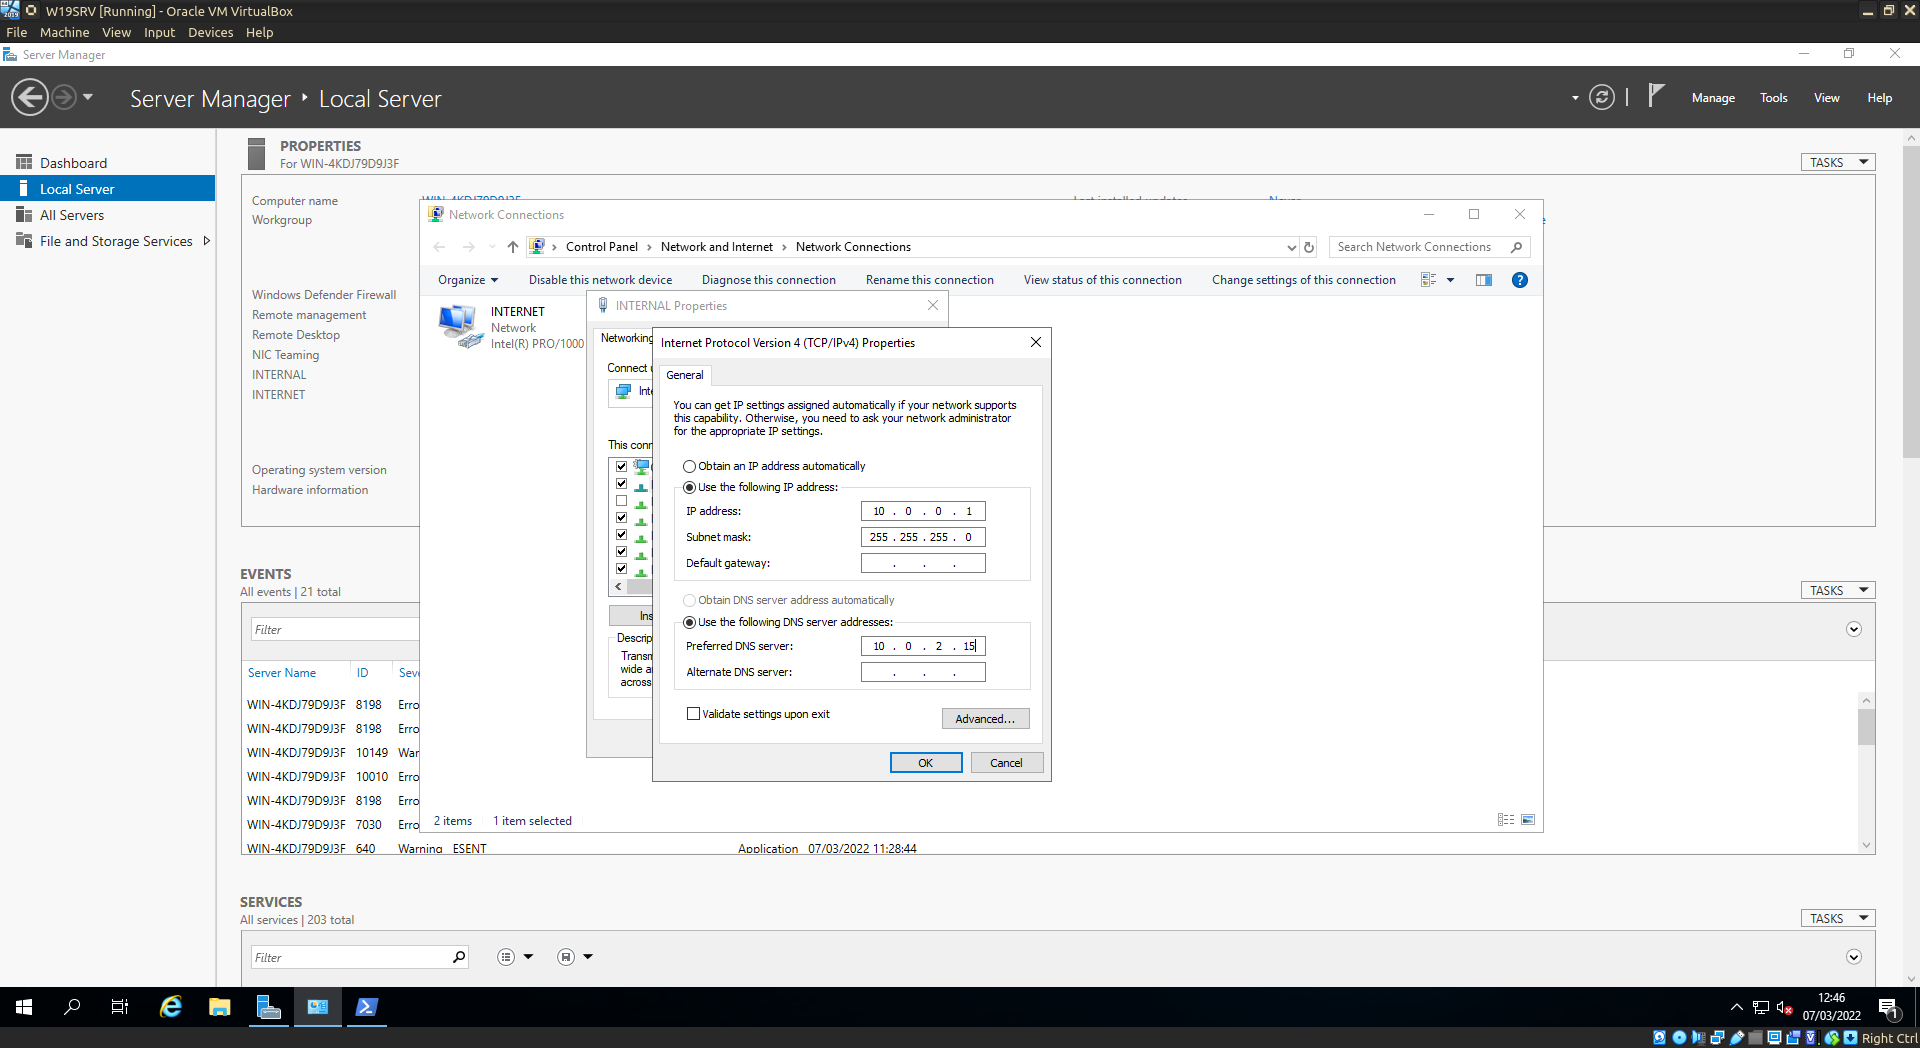 W19SRV [Running] - Oracle VM VirtualBox
File Machine View Input Devices Help
Server Manager
Server Manager ‣ Local Server
Manage Tools View Help
Dashboard
Local Server
All Servers
File and Storage Services
PROPERTIES
For WIN-4KDJ79D9J3F
TASKS
Computer name
Workgroup
Windows Defender Firewall
Remote management
Remote Desktop
NIC Teaming
INTERNAL
INTERNET
Operating system version
Hardware information
Network Connections
Control Panel › Network and Internet › Network Connections
Search Network Connections
Organize Disable this network device Diagnose this connection Rename this connection View status of this connection Change settings of this connection
INTERNET
Network
Intel(R) PRO/1000
INTERNAL Properties
Networking
Connect u
Inte
This conn
Ins
Descrip
Transm
wide a
across
Internet Protocol Version 4 (TCP/IPv4) Properties
General
You can get IP settings assigned automatically if your network supports
this capability. Otherwise, you need to ask your network administrator
for the appropriate IP settings.
Obtain an IP address automatically
Use the following IP address:
IP address: 10 . 0 . 0 . 1
Subnet mask: 255 . 255 . 255 . 0
Default gateway: . . .
Obtain DNS server address automatically
Use the following DNS server addresses:
Preferred DNS server: 10 . 0 . 2 . 15
Alternate DNS server: . . .
Validate settings upon exit
Advanced...
OK Cancel
2 items 1 item selected
EVENTS
All events | 21 total
TASKS
Filter
Server Name ID Seve
WIN-4KDJ79D9J3F 8198 Erro
WIN-4KDJ79D9J3F 8198 Erro
WIN-4KDJ79D9J3F 10149 War
WIN-4KDJ79D9J3F 10010 Erro
WIN-4KDJ79D9J3F 8198 Erro
WIN-4KDJ79D9J3F 7030 Erro
WIN-4KDJ79D9J3F 640 Warning ESENT Application 07/03/2022 11:28:44
SERVICES
All services | 203 total
TASKS
Filter
12:46
07/03/2022
1
Right Ctrl